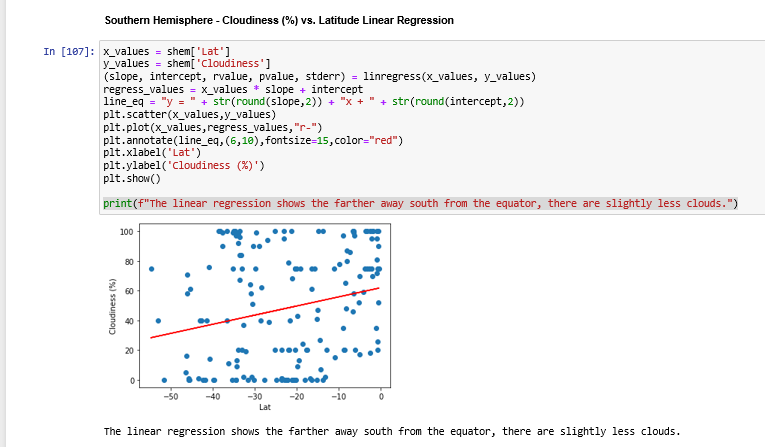 Southern Hemisphere - Cloudiness (%) vs. Latitude Linear Regression
In [107]: x_values = shem['Lat']
y_values = shem['Cloudiness']
(slope, intercept, rvalue, pvalue, stderr) = linregress(x_values, y_values)
regress_values = x_values * slope + intercept
line_eq = "y = " + str(round(slope,2)) + "x + " + str(round(intercept,2))
plt.scatter(x_values,y_values)
plt.plot(x_values,regress_values,"r-")
plt.annotate(line_eq,(6,10),fontsize=15,color="red")
plt.xlabel('Lat')
plt.ylabel('Cloudiness (%)')
plt.show()
print(f"The linear regression shows the farther away south from the equator, there are slightly less clouds.")
100
80
60
40
20
0
Cloudiness (%)
−50 −40 −30 −20 −10 0
Lat
The linear regression shows the farther away south from the equator, there are slightly less clouds.